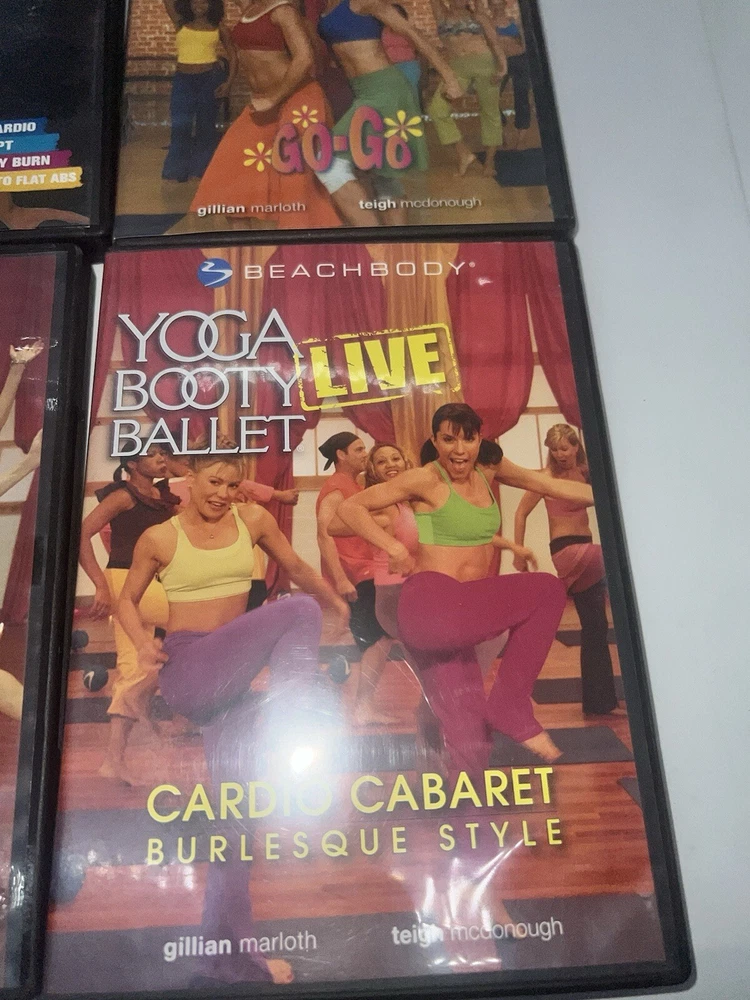 ARDIO
PT
Y BURN
TO FLAT ABS
GO-GO
gillian marloth teigh mcdonough
BEACHBODY®
YOGA
BOOTY
BALLET®
LIVE
CARDIO CABARET
BURLESQUE STYLE
gillian marloth teigh mcdonough